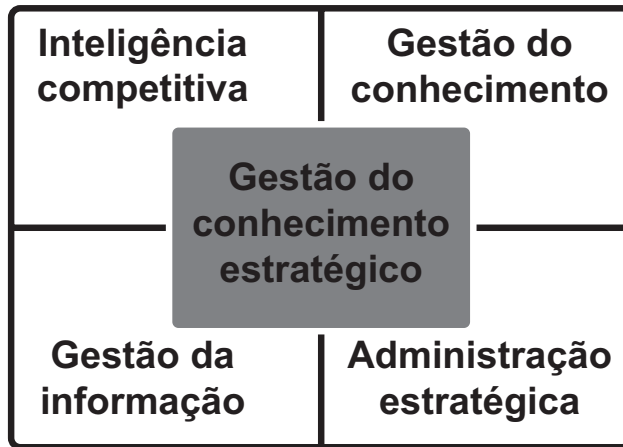 Inteligência
competitiva
Gestão do
conhecimento
Gestão do
conhecimento
estratégico
Gestão da
informação
Administração
estratégica